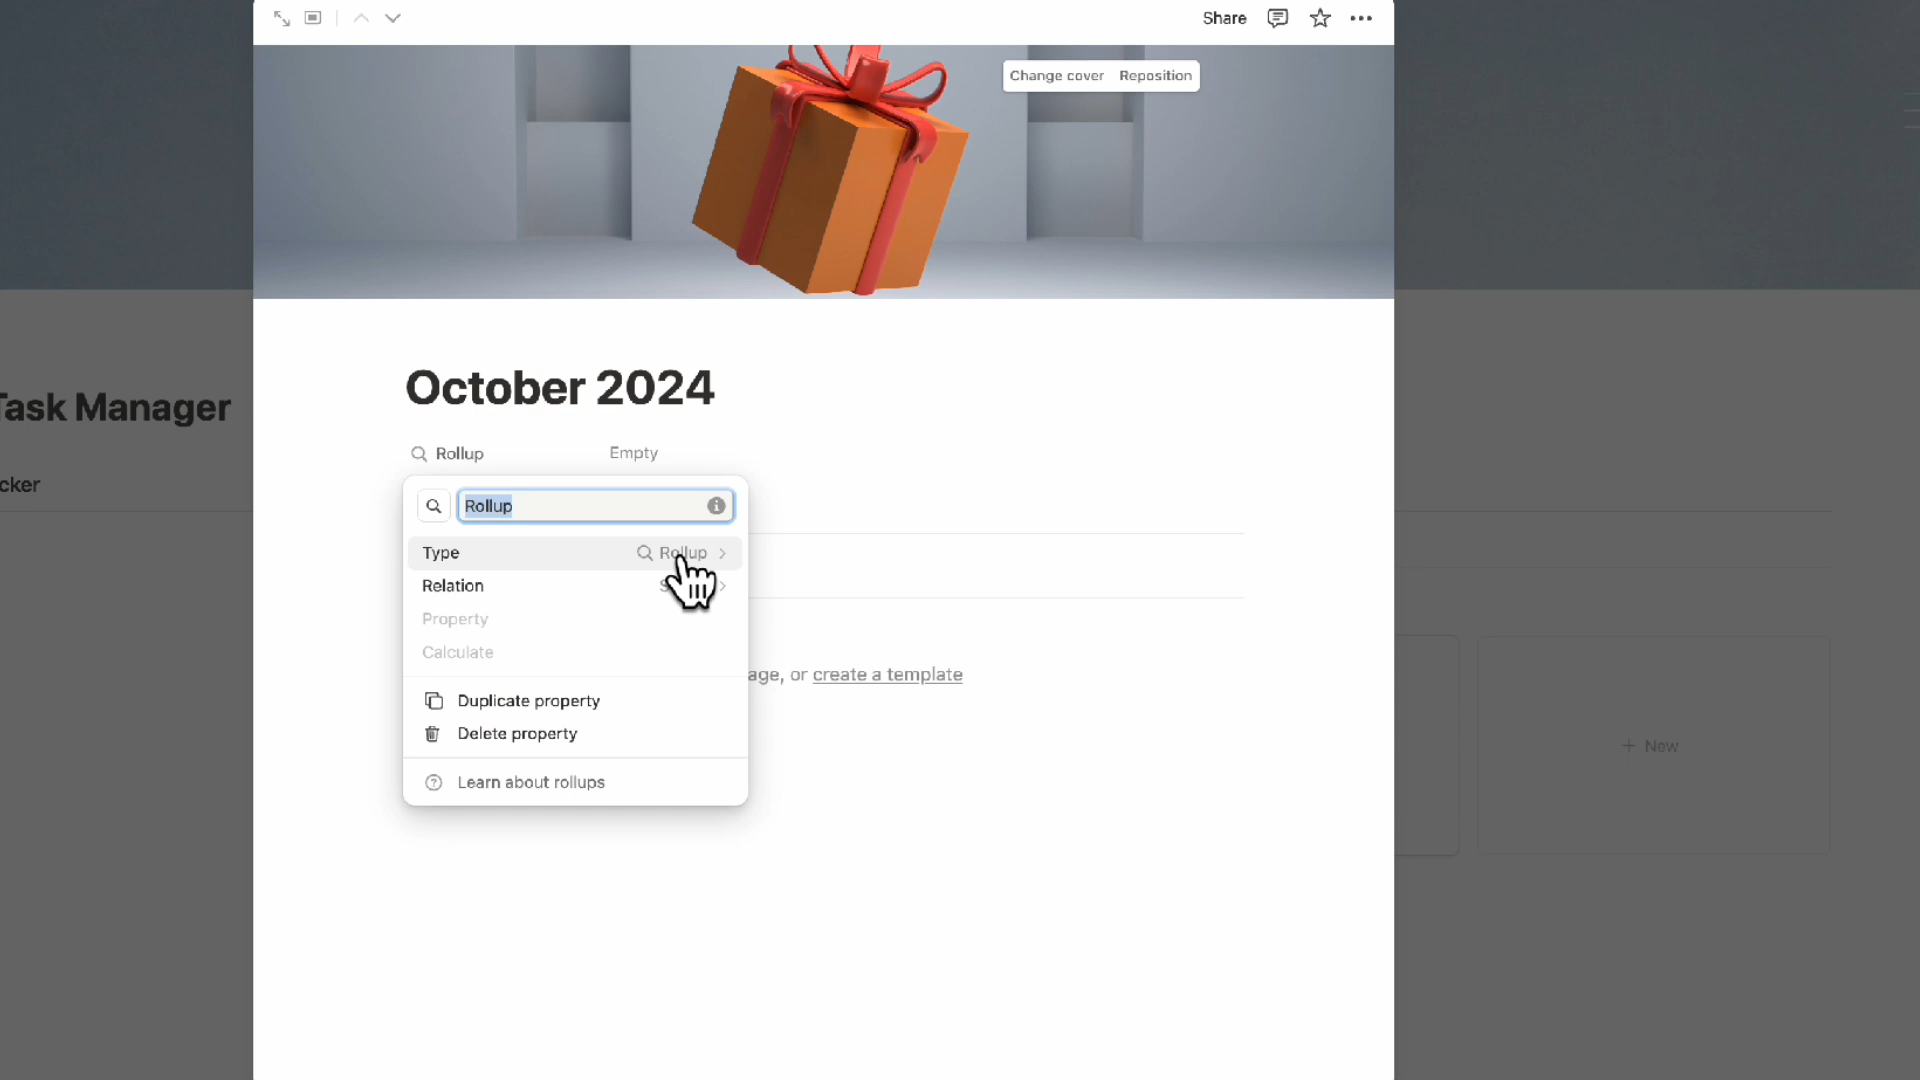 Share
Change cover Reposition
October 2024
Task Manager
Rollup Empty
cker
Rollup
Type Rollup
Relation
Property
Calculate
age, or create a template
Duplicate property
Delete property
+ New
Learn about rollups